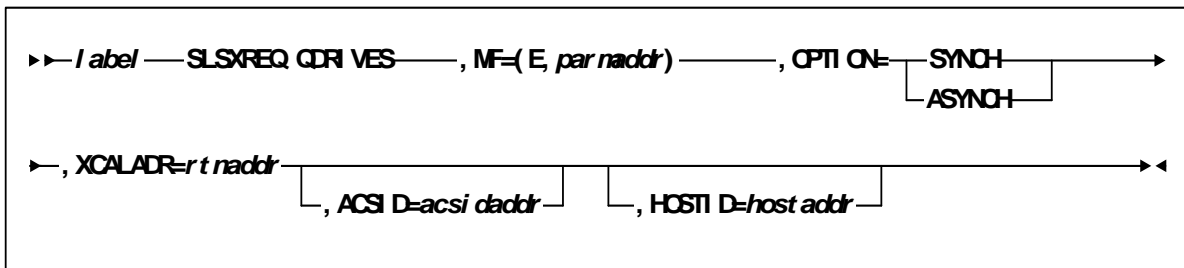 label SLSXREQ QDRIVES , MF=(E, parmaddr) , OPTION= SYNCH
ASYNCH
, XCALADR=rtnaddr
, ACSID=acsidaddr , HOSTID=hostaddr